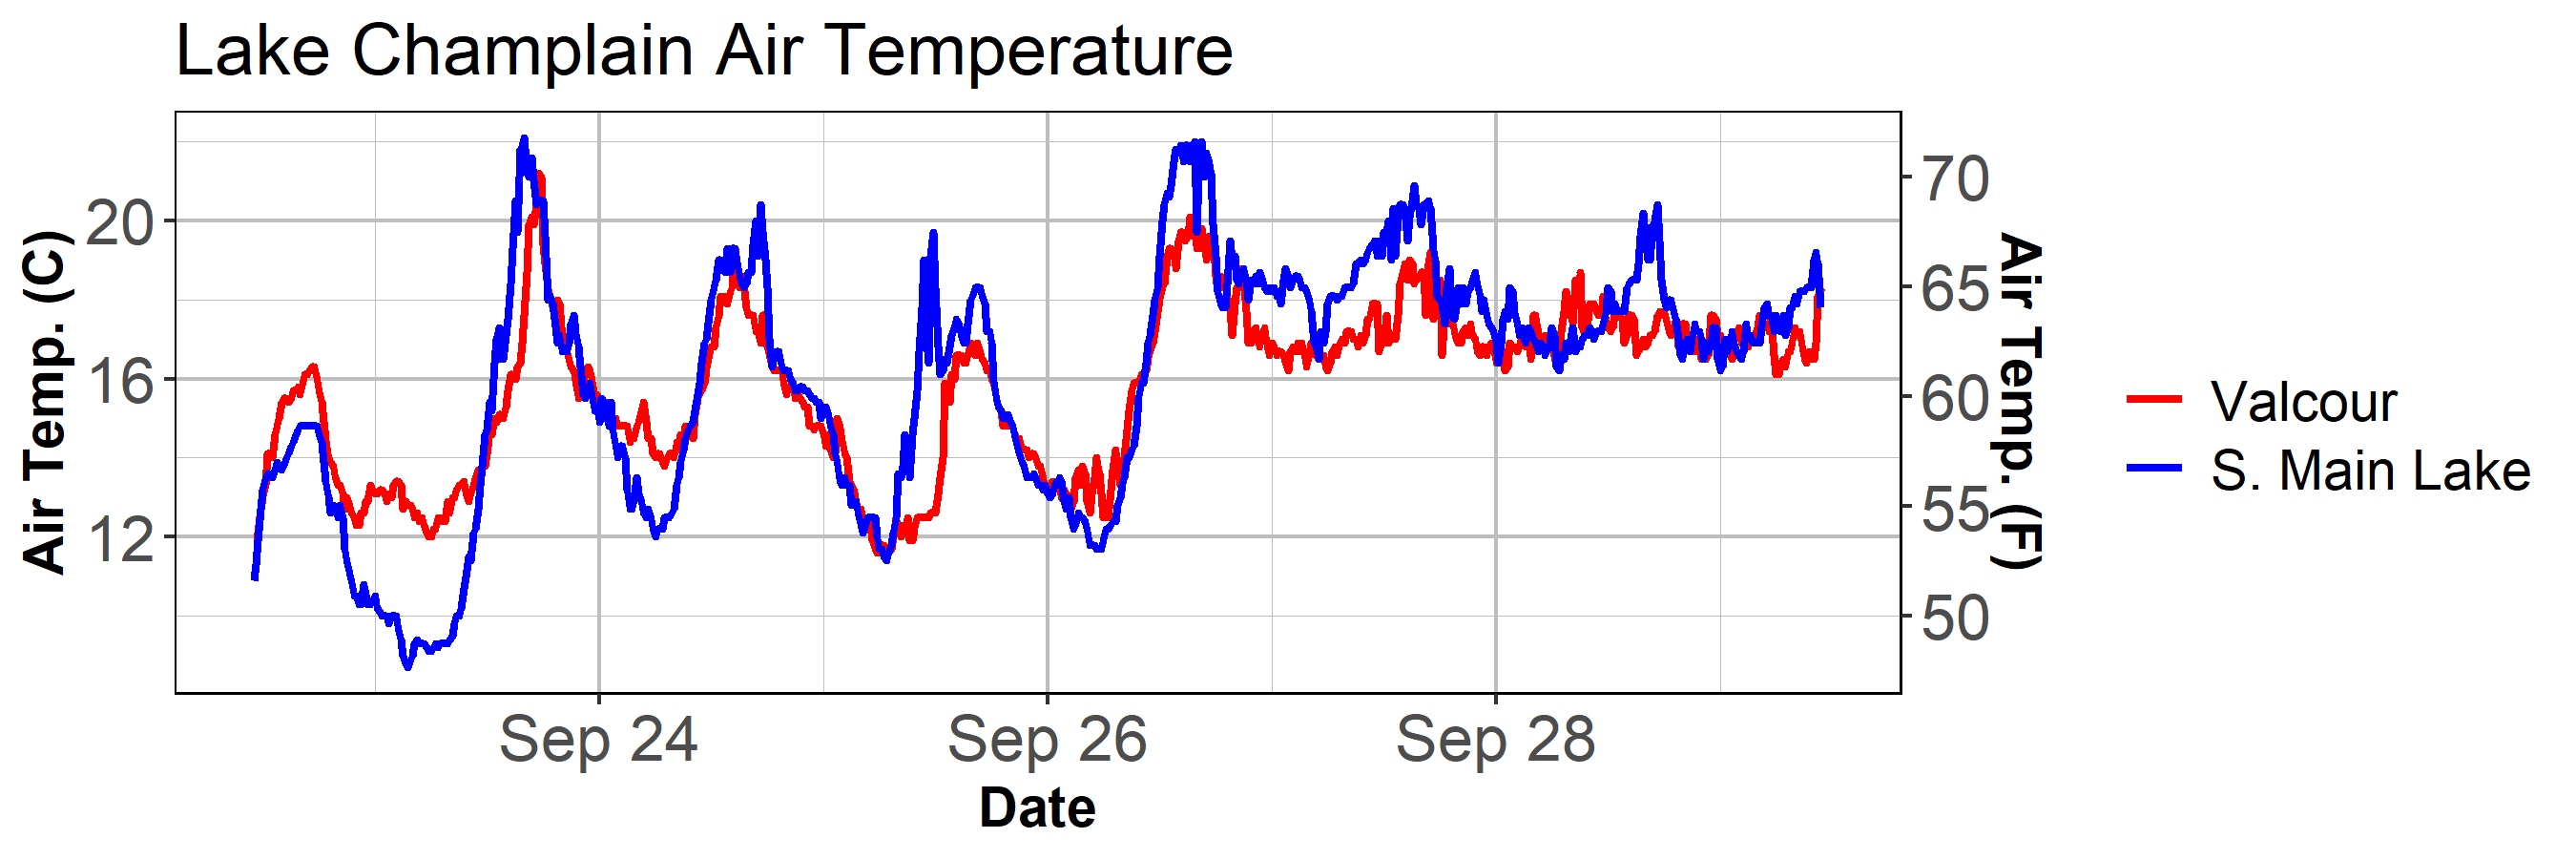 Lake Champlain Air Temperature
Air Temp. (C)
20
16
12
70
65
60
55
50
Air Temp. (F)
Sep 24
Sep 26
Sep 28
Date
Valcour
S. Main Lake